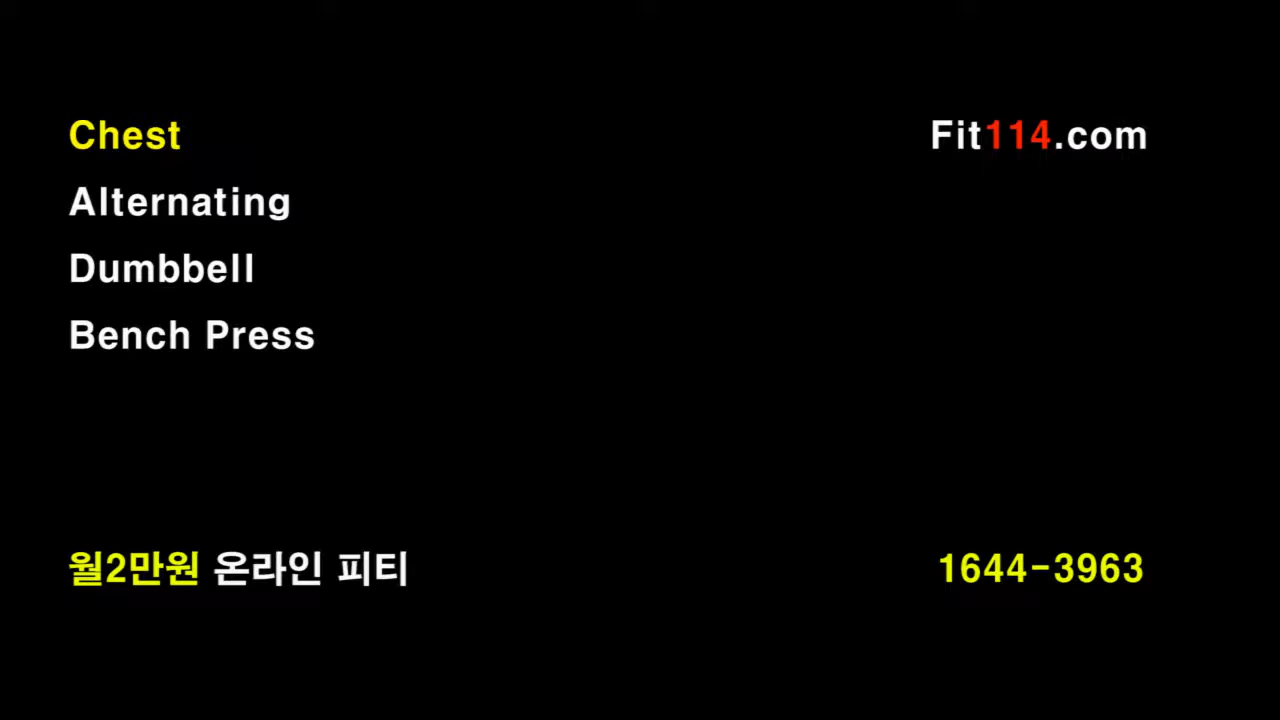 Chest
Fit114.com
Alternating
Dumbbell
Bench Press
월2만원 온라인 피티
1644-3963